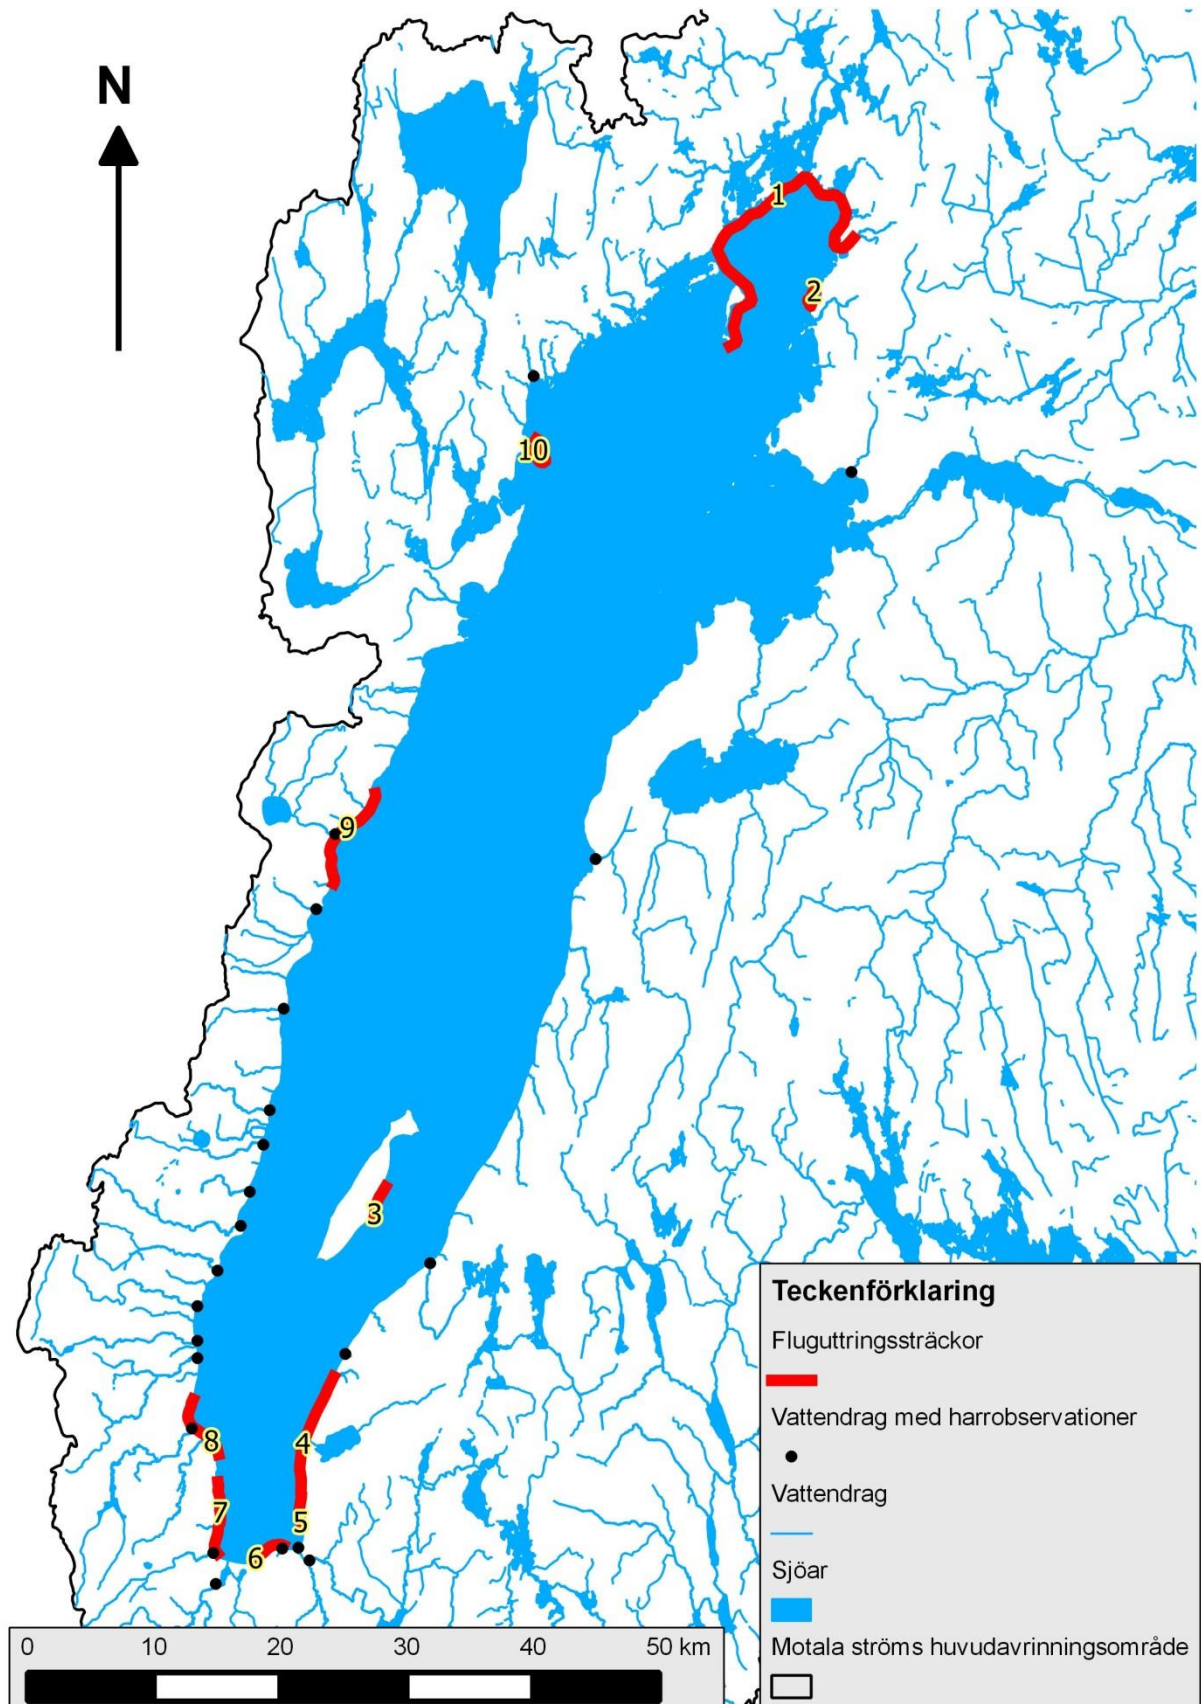 N
1
2
10
9
3
8
4
7
5
6
Teckenförklaring
Fluguttringssträckor
Vattendrag med harrobservationer
Vattendrag
Sjöar
Motala ströms huvudavrinningsområde
0 10 20 30 40 50 km